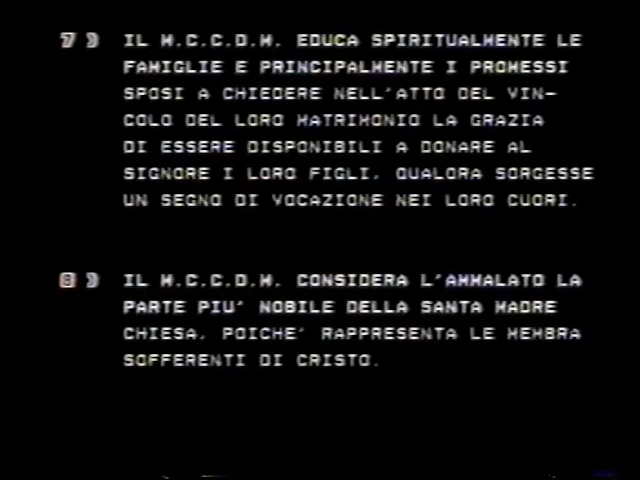 7) IL M.C.C.D.M. EDUCA SPIRITUALMENTE LE
FAMIGLIE E PRINCIPALMENTE I PROMESSI
SPOSI A CHIEDERE NELL'ATTO DEL VIN-
COLO DEL LORO MATRIMONIO LA GRAZIA
DI ESSERE DISPONIBILI A DONARE AL
SIGNORE I LORO FIGLI, QUALORA SORGESSE
UN SEGNO DI VOCAZIONE NEI LORO CUORI.
8) IL M.C.C.D.M. CONSIDERA L'AMMALATO LA
PARTE PIU' NOBILE DELLA SANTA MADRE
CHIESA, POICHE' RAPPRESENTA LE MEMBRA
SOFFERENTI DI CRISTO.